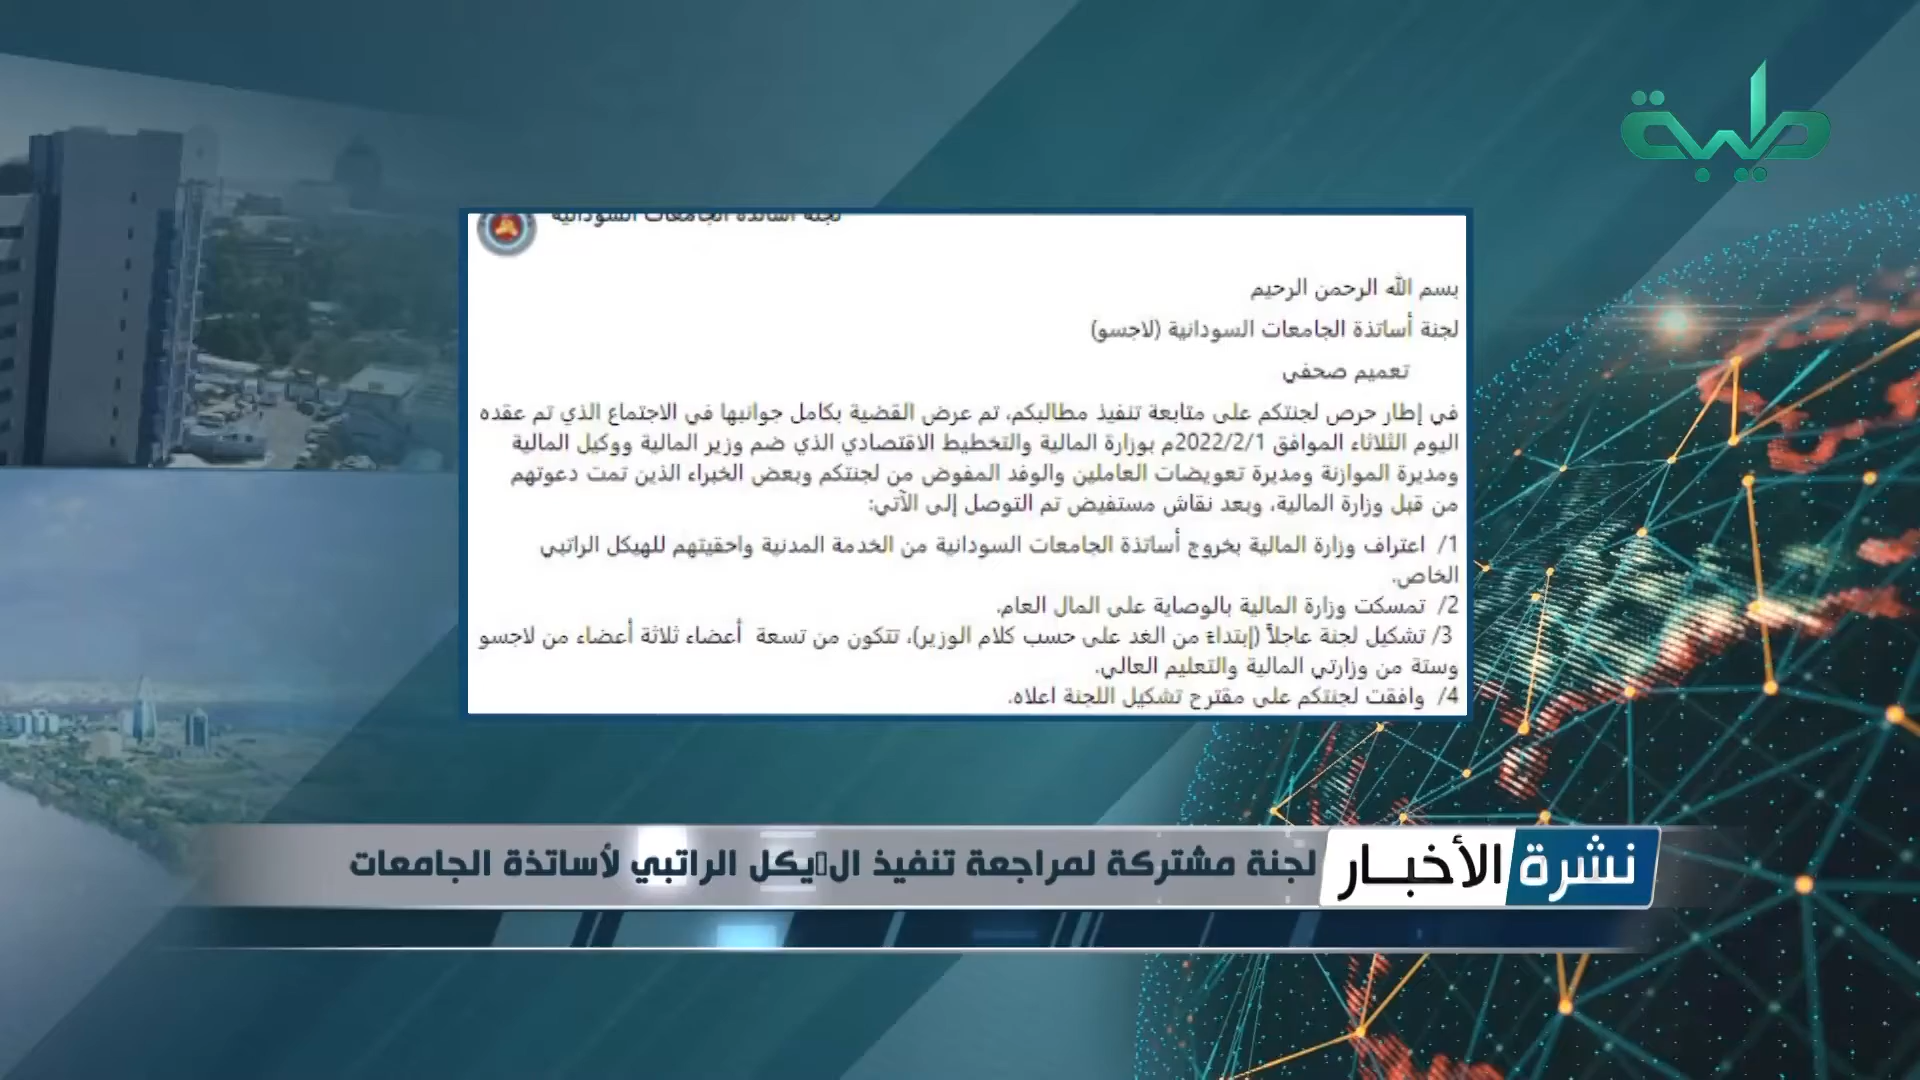 طيبة
لجنة أساتذة الجامعات السودانية
بسم الله الرحمن الرحيم
لجنة أساتذة الجامعات السودانية (لاجسو)
تعميم صحفي
في إطار حرص لجنتكم على متابعة تنفيذ مطالبكم، تم عرض القضية بكامل جوانبها في الاجتماع الذي تم عقده
اليوم الثلاثاء الموافق 2022/2/1م بوزارة المالية والتخطيط الاقتصادي الذي ضم وزير المالية ووكيل المالية
ومديرة الموازنة ومديرة تعويضات العاملين والوفد المفوض من لجنتكم وبعض الخبراء الذين تمت دعوتهم
من قبل وزارة المالية، وبعد نقاش مستفيض تم التوصل إلى الآتي:
1/ اعتراف وزارة المالية بخروج أساتذة الجامعات السودانية من الخدمة المدنية واحقيتهم للهيكل الراتبي
الخاص.
2/ تمسكت وزارة المالية بالوصاية على المال العام.
3/ تشكيل لجنة عاجلاً (إبتداءً من الغد على حسب كلام الوزير)، تتكون من تسعة أعضاء ثلاثة أعضاء من لاجسو
وستة من وزارتي المالية والتعليم العالي.
4/ وافقت لجنتكم على مقترح تشكيل اللجنة اعلاه.
نشرة الأخبار
لجنة مشتركة لمراجعة تنفيذ ال▯يكل الراتبي لأساتذة الجامعات